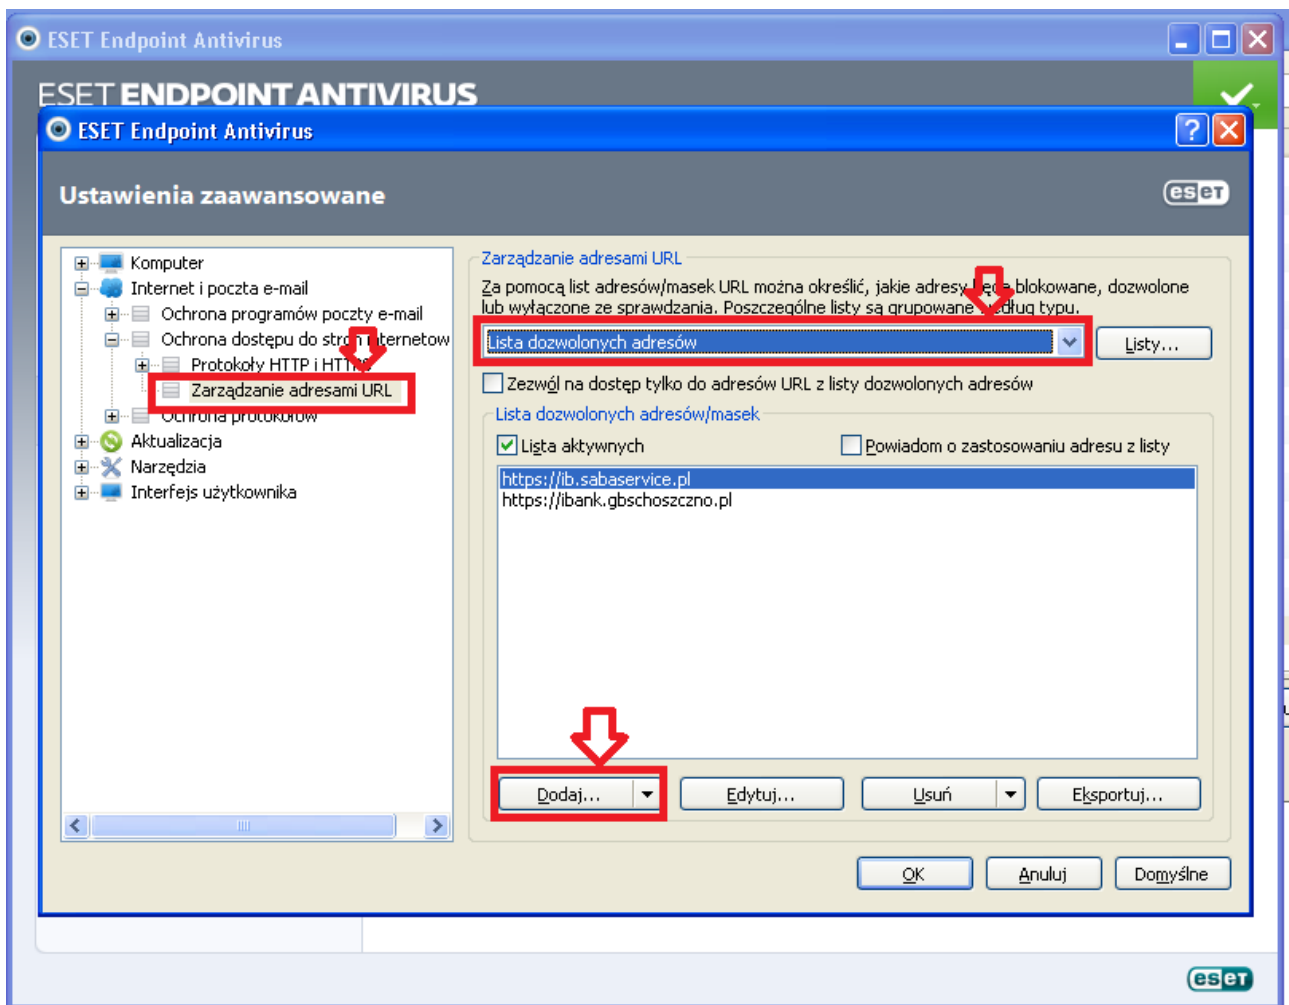 ESET Endpoint Antivirus
ESET ENDPOINT ANTIVIRUS
ESET Endpoint Antivirus
Ustawienia zaawansowane
eset
Komputer
Internet i poczta e-mail
Ochrona programów poczty e-mail
Ochrona dostępu do stron internetow
Protokoły HTTP i HTTPS
Zarządzanie adresami URL
Ochrona protokołów
Aktualizacja
Narzędzia
Interfejs użytkownika
Zarządzanie adresami URL
Za pomocą list adresów/masek URL można określić, jakie adresy będą blokowane, dozwolone
lub wyłączone ze sprawdzania. Poszczególne listy są grupowane według typu.
Lista dozwolonych adresów
Listy...
Zezwól na dostęp tylko do adresów URL z listy dozwolonych adresów
Lista dozwolonych adresów/masek
Lista aktywnych
Powiadom o zastosowaniu adresu z listy
https://ib.sabaservice.pl
https://ibank.gbschoszczno.pl
Dodaj...
Edytuj...
Usuń
Eksportuj...
OK
Anuluj
Domyślne
eset